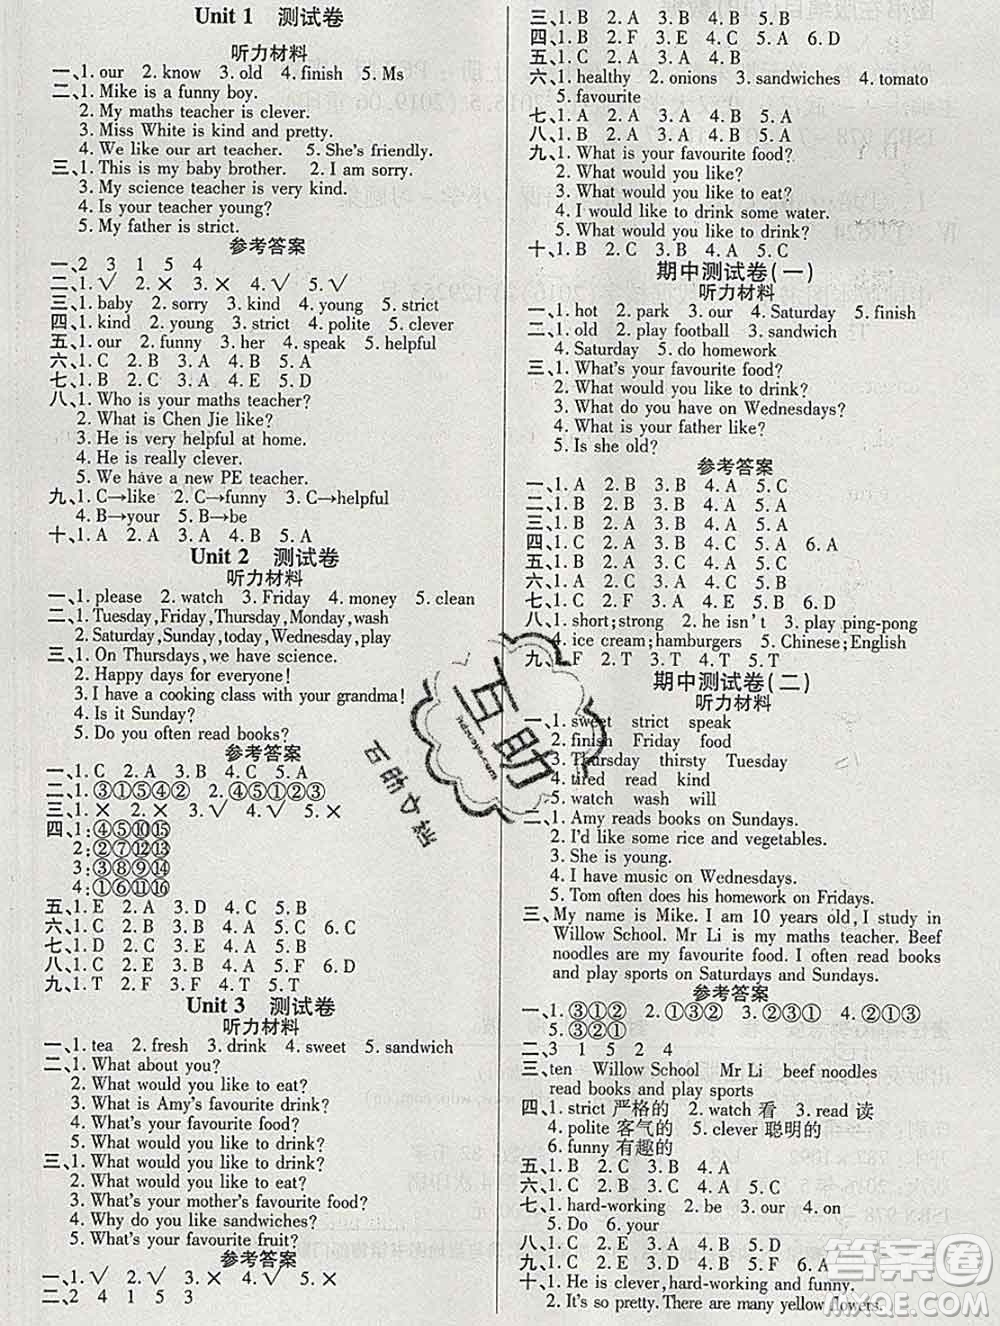 Unit 1 测试卷
听力材料
一、1. our 2. know 3. old 4. finish 5. Ms
二、1. Mike is a funny boy.
2. My maths teacher is clever.
3. Miss White is kind and pretty.
4. We like our art teacher. 5. She's friendly.
三、1. This is my baby brother. 2. I am sorry.
3. My science teacher is very kind.
4. Is your teacher young?
5. My father is strict.
参考答案
一、2 3 1 5 4
二、1. √ 2. × 3. × 4. √ 5. ×
三、1. baby 2. sorry 3. kind 4. young 5. strict
四、1. kind 2. young 3. strict 4. polite 5. clever
五、1. our 2. funny 3. her 4. speak 5. helpful
六、1. C 2. B 3. A 4. A 5. C
七、1. C 2. B 3. A 4. E 5. D
八、1. Who is your maths teacher?
2. What is Chen Jie like?
3. He is very helpful at home.
4. He is really clever.
5. We have a new PE teacher.
九、1. C→like 2. C→funny 3. C→helpful
4. B→your 5. B→be
十、1. A 2. C 3. A 4. B 5. A
Unit 2 测试卷
听力材料
一、1. please 2. watch 3. Friday 4. money 5. clean
二、1. Tuesday,Friday,Thursday,Monday,wash
2. Saturday,Sunday,today,Wednesday,play
三、1. On Thursdays,we have science.
2. Happy days for everyone!
3. I have a cooking class with your grandma!
4. Is it Sunday?
5. Do you often read books?
参考答案
一、1. C 2. A 3. B 4. C 5. A
二、1. ③①⑤④② 2. ④⑤①②③
三、1. × 2. × 3. √ 4. √ 5. ×
四、1:④⑤⑩⑮
2:②⑦⑨⑭
3:③⑧⑫⑬
4:①⑥⑪⑯
五、1. E 2. A 3. D 4. C 5. B
六、1. C 2. B 3. A 4. C 5. C
七、1. D 2. E 3. A 4. C 5. B
八、1. C 2. C 3. C 4. B 5. B
九、1. T 2. F 3. F 4. T 5. F
Unit 3 测试卷
听力材料
一、1. tea 2. fresh 3. drink 4. sweet 5. sandwich
二、1. What about you?
2. What would you like to eat?
3. What is Amy's favourite drink?
4. What's your favourite food?
5. What would you like to drink?
三、1. What would you like to drink?
2. What would you like to eat?
3. What's your mother's favourite food?
4. Why do you like sandwiches?
5. What's your favourite fruit?
参考答案
一、1. √ 2. × 3. √ 4. √ 5. ×
二、2 4 1 5 3
三、1. B 2. A 3. C 4. A 5. B
四、1. B 2. F 3. E 4. C 5. A 6. D
五、1. A 2. B 3. A 4. B 5. B
六、1. healthy 2. onions 3. sandwiches 4. tomato
5. favourite
七、1. A 2. C 3. B 4. C 5. A
八、1. B 2. A 3. B 4. C 5. A
九、1. What is your favourite food?
2. What would you like?
3. What would you like to eat?
4. I would like to drink some water.
5. What would you like to drink?
十、1. B 2. C 3. A 4. A 5. C
期中测试卷(一)
听力材料
一、1. hot 2. park 3. our 4. Saturday 5. finish
二、1. old 2. play football 3. sandwich
4. Saturday 5. do homework
三、1. What's your favourite food?
2. What would you like to drink?
3. What do you have on Wednesdays?
4. What is your father like?
5. Is she old?
参考答案
一、1. A 2. B 3. B 4. A 5. C
二、1. A 2. A 3. B 4. B 5. A
三、1. B 2. A 3. B 4. B 5. A
四、1. C 2. C 3. B 4. A 5. C 6. A
五、1. B 2. C 3. A 4. C 5. B
六、1. A 2. C 3. A 4. B 5. B
七、1. C 2. F 3. B 4. A 5. E 6. D
八、1. short;strong 2. he isn't 3. play ping-pong
4. ice cream;hamburgers 5. Chinese;English
九、1. F 2. T 3. T 4. T 5. T
期中测试卷(二)
听力材料
一、1. sweet strict speak
2. finish Friday food
3. Thursday thirsty Tuesday
4. tired read kind
5. watch wash will
二、1. Amy reads books on Sundays.
2. I'd like some rice and vegetables.
3. She is young.
4. I have music on Wednesdays.
5. Tom often does his homework on Fridays.
三、My name is Mike. I am 10 years old, I study in
Willow School. Mr Li is my maths teacher. Beef
noodles are my favourite food. I often read books
and play sports on Saturdays and Sundays.
参考答案
一、1. ③①② 2. ①③② 3. ②①③ 4. ②①③
5. ③②①
二、3 1 5 2 4
三、ten Willow School Mr Li beef noodles
read books and play sports
四、1. strict 严格的 2. watch 看 3. read 读
4. polite 客气的 5. clever 聪明的
6. funny 有趣的
五、1. B 2. C 3. A 4. B 5. C
六、1. B 2. B 3. A 4. C 5. B
七、1. hard-working 2. be 3. our 4. on
5. Do 6. your
八、1. C 2. C 3. B 4. B 5. A
九、1. C 2. F 3. B 4. D 5. E 6. A
十、1. He is clever,hard-working and funny.
2. It's so pretty. There are many yellow flowers.
互助
答案圈